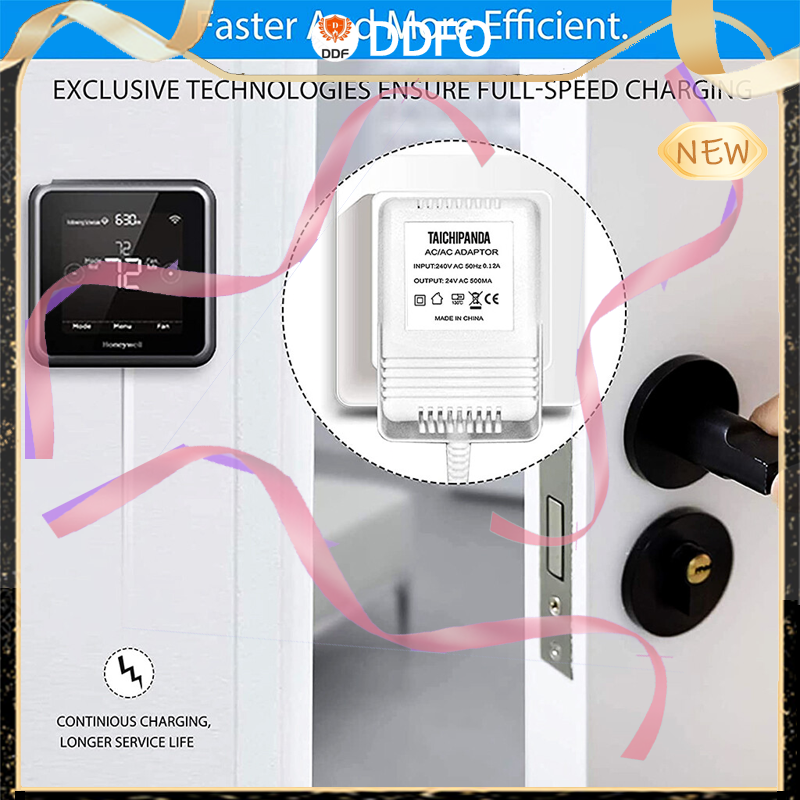 Faster And More Efficient.
DDF
DDFO
EXCLUSIVE TECHNOLOGIES ENSURE FULL-SPEED CHARGING
NEW
6:30
72
72
Mode Menu Fan
Honeywell
TAICHIPANDA
AC/AC ADAPTOR
INPUT:240V AC 50Hz 0.12A
OUTPUT: 24V AC 500MA
CE
MADE IN CHINA
CONTINIOUS CHARGING,
LONGER SERVICE LIFE